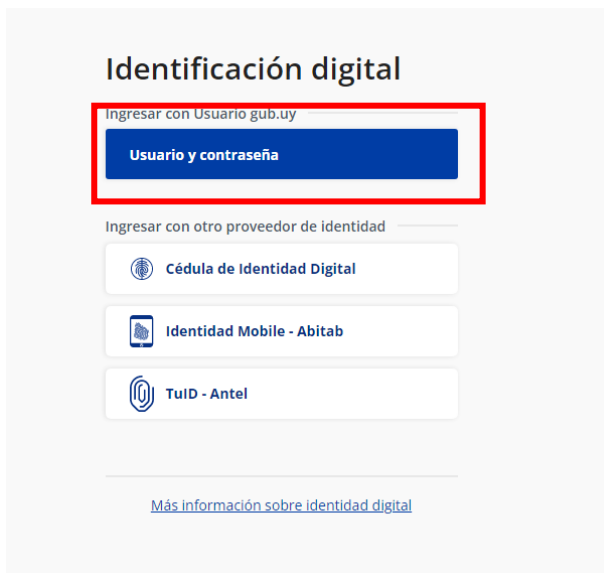 Identificación digital
Ingresar con Usuario gub.uy
Usuario y contraseña
Ingresar con otro proveedor de identidad
Cédula de Identidad Digital
Identidad Mobile - Abitab
TuID - Antel
Más información sobre identidad digital